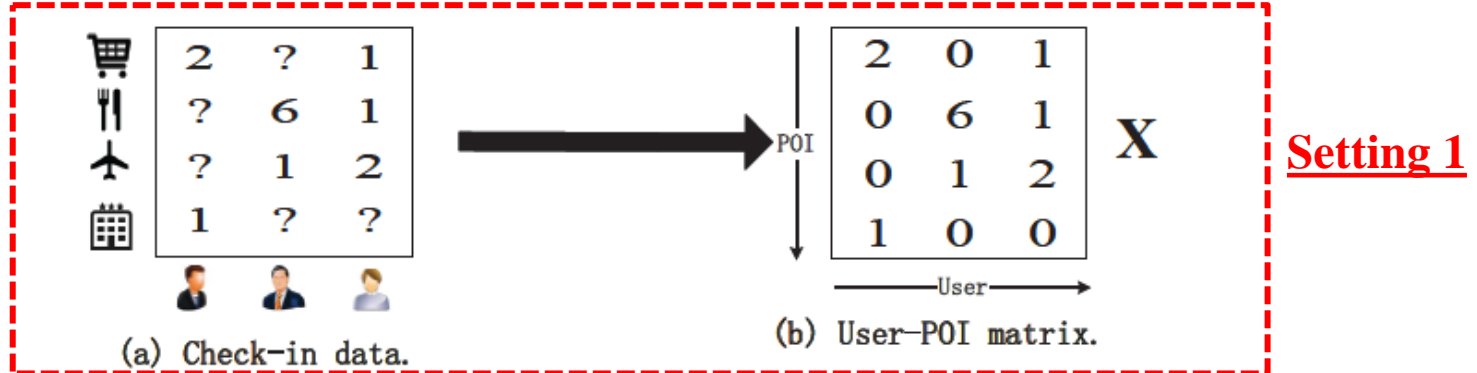 2 ? 1
? 6 1
? 1 2
1 ? ?
(a) Check-in data.
POI
2 0 1
0 6 1
0 1 2
1 0 0
X
User
(b) User-POI matrix.
Setting 1